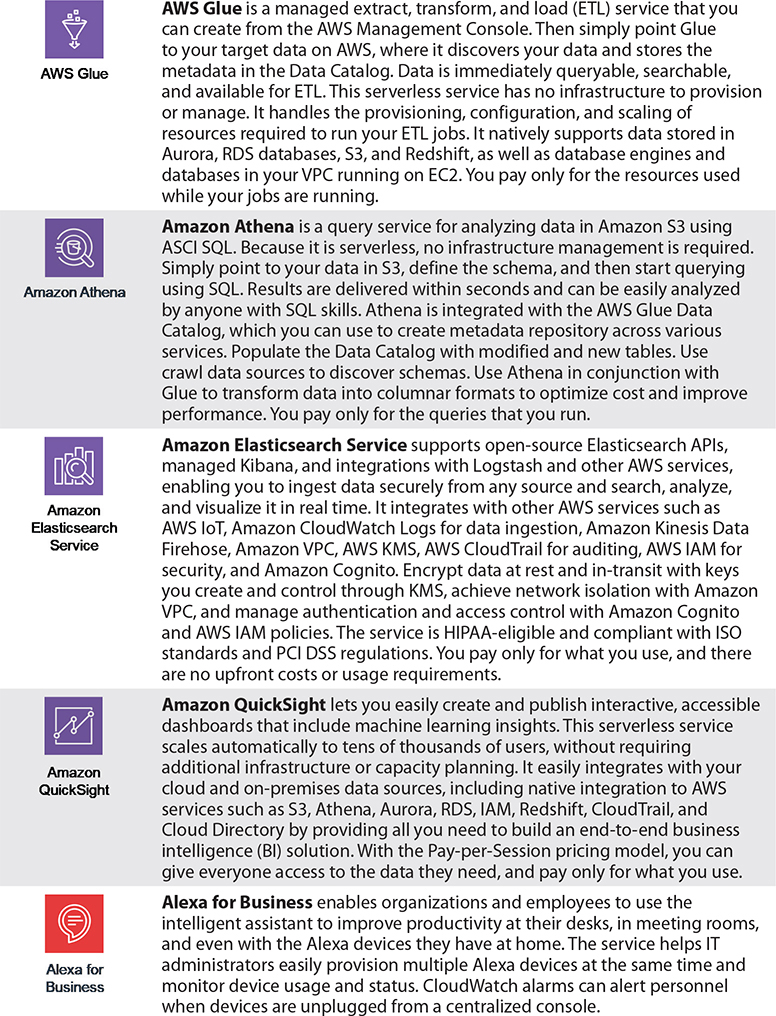 AWS Glue
AWS Glue is a managed extract, transform, and load (ETL) service that you
can create from the AWS Management Console. Then simply point Glue
to your target data on AWS, where it discovers your data and stores the
metadata in the Data Catalog. Data is immediately queryable, searchable,
and available for ETL. This serverless service has no infrastructure to provision
or manage. It handles the provisioning, configuration, and scaling of
resources required to run your ETL jobs. It natively supports data stored in
Aurora, RDS databases, S3, and Redshift, as well as database engines and
databases in your VPC running on EC2. You pay only for the resources used
while your jobs are running.
Amazon Athena
Amazon Athena is a query service for analyzing data in Amazon S3 using
ASCI SQL. Because it is serverless, no infrastructure management is required.
Simply point to your data in S3, define the schema, and then start querying
using SQL. Results are delivered within seconds and can be easily analyzed
by anyone with SQL skills. Athena is integrated with the AWS Glue Data
Catalog, which you can use to create metadata repository across various
services. Populate the Data Catalog with modified and new tables. Use
crawl data sources to discover schemas. Use Athena in conjunction with
Glue to transform data into columnar formats to optimize cost and improve
performance. You pay only for the queries that you run.
Amazon
Elasticsearch
Service
Amazon Elasticsearch Service supports open-source Elasticsearch APIs,
managed Kibana, and integrations with Logstash and other AWS services,
enabling you to ingest data securely from any source and search, analyze,
and visualize it in real time. It integrates with other AWS services such as
AWS IoT, Amazon CloudWatch Logs for data ingestion, Amazon Kinesis Data
Firehose, Amazon VPC, AWS KMS, AWS CloudTrail for auditing, AWS IAM for
security, and Amazon Cognito. Encrypt data at rest and in-transit with keys
you create and control through KMS, achieve network isolation with Amazon
VPC, and manage authentication and access control with Amazon Cognito
and AWS IAM policies. The service is HIPAA-eligible and compliant with ISO
standards and PCI DSS regulations. You pay only for what you use, and there
are no upfront costs or usage requirements.
Amazon
QuickSight
Amazon QuickSight lets you easily create and publish interactive, accessible
dashboards that include machine learning insights. This serverless service
scales automatically to tens of thousands of users, without requiring
additional infrastructure or capacity planning. It easily integrates with your
cloud and on-premises data sources, including native integration to AWS
services such as S3, Athena, Aurora, RDS, IAM, Redshift, CloudTrail, and
Cloud Directory by providing all you need to build an end-to-end business
intelligence (BI) solution. With the Pay-per-Session pricing model, you can
give everyone access to the data they need, and pay only for what you use.
Alexa for
Business
Alexa for Business enables organizations and employees to use the
intelligent assistant to improve productivity at their desks, in meeting rooms,
and even with the Alexa devices they have at home. The service helps IT
administrators easily provision multiple Alexa devices at the same time and
monitor device usage and status. CloudWatch alarms can alert personnel
when devices are unplugged from a centralized console.